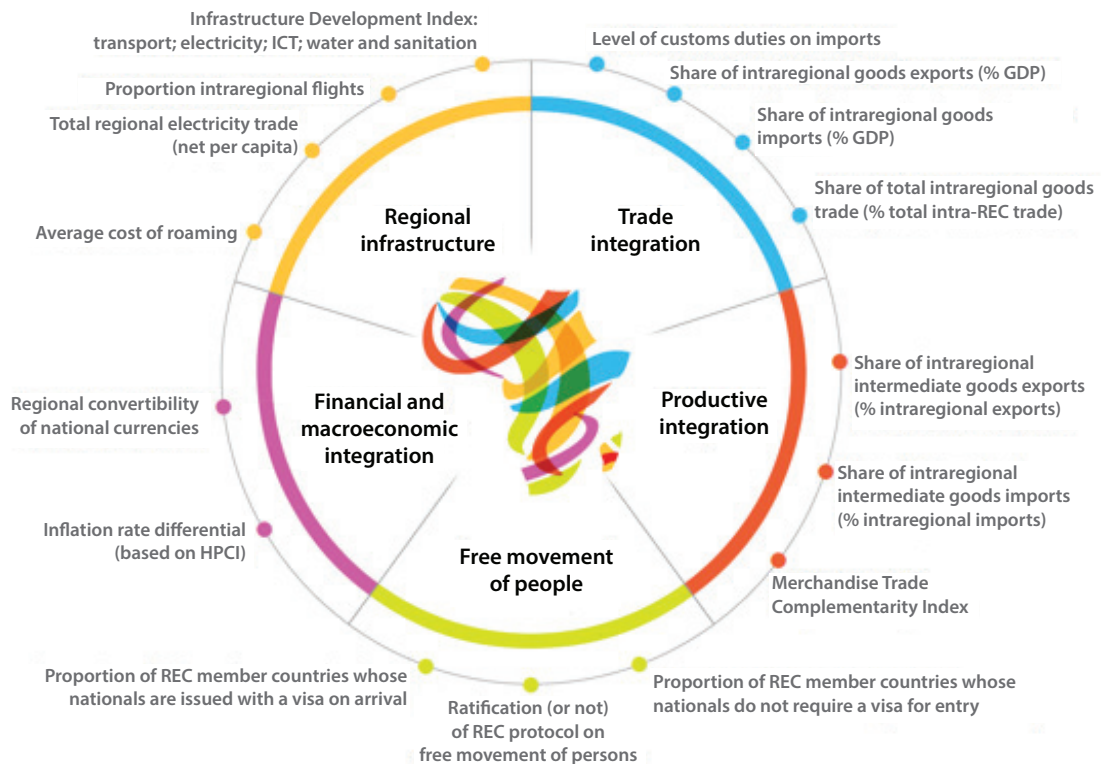 Infrastructure Development Index:
transport; electricity; ICT; water and sanitation
Proportion intraregional flights
Total regional electricity trade
(net per capita)
Average cost of roaming
Level of customs duties on imports
Share of intraregional goods exports (% GDP)
Share of intraregional goods
imports (% GDP)
Share of total intraregional goods
trade (% total intra-REC trade)
Regional
infrastructure
Trade
integration
Financial and
macroeconomic
integration
Productive
integration
Free movement
of people
Regional convertibility
of national currencies
Inflation rate differential
(based on HPCI)
Share of intraregional
intermediate goods exports
(% intraregional exports)
Share of intraregional
intermediate goods imports
(% intraregional imports)
Merchandise Trade
Complementarity Index
Proportion of REC member countries whose
nationals are issued with a visa on arrival
Ratification (or not)
of REC protocol on
free movement of persons
Proportion of REC member countries whose
nationals do not require a visa for entry